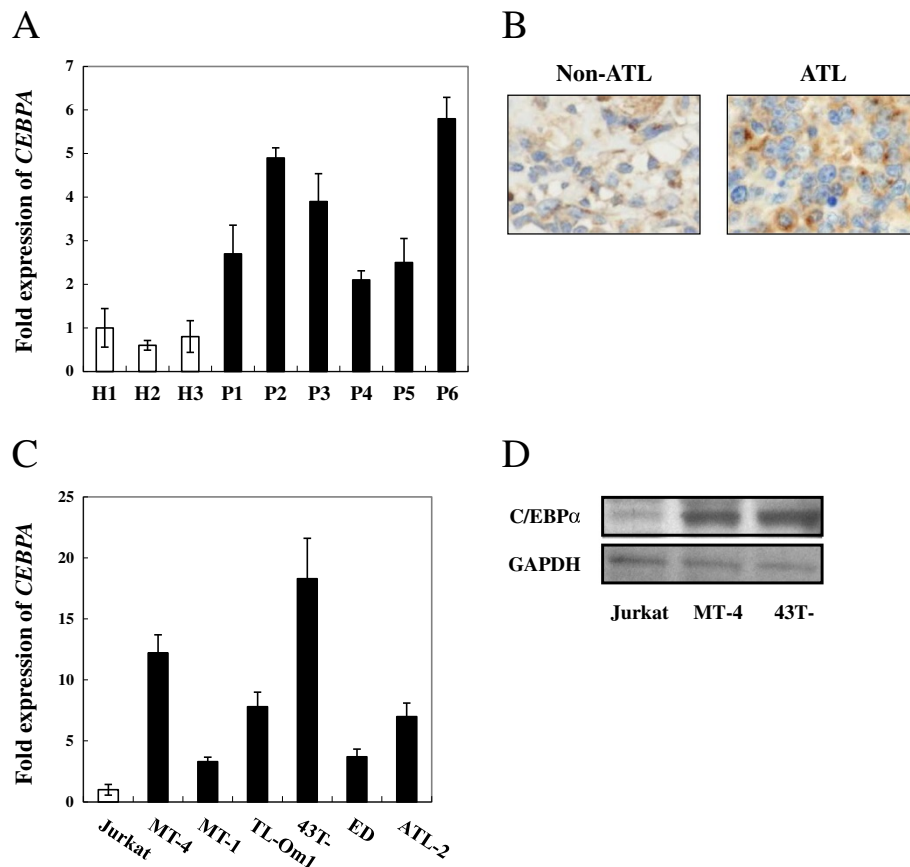 A
Fold expression of CEBPA
7
6
5
4
3
2
1
0
H1 H2 H3 P1 P2 P3 P4 P5 P6
B
Non-ATL ATL
C
Fold expression of CEBPA
25
20
15
10
5
0
Jurkat MT-4 MT-1 TL-Om1 43T- ED ATL-2
D
C/EBPα
GAPDH
Jurkat MT-4 43T-